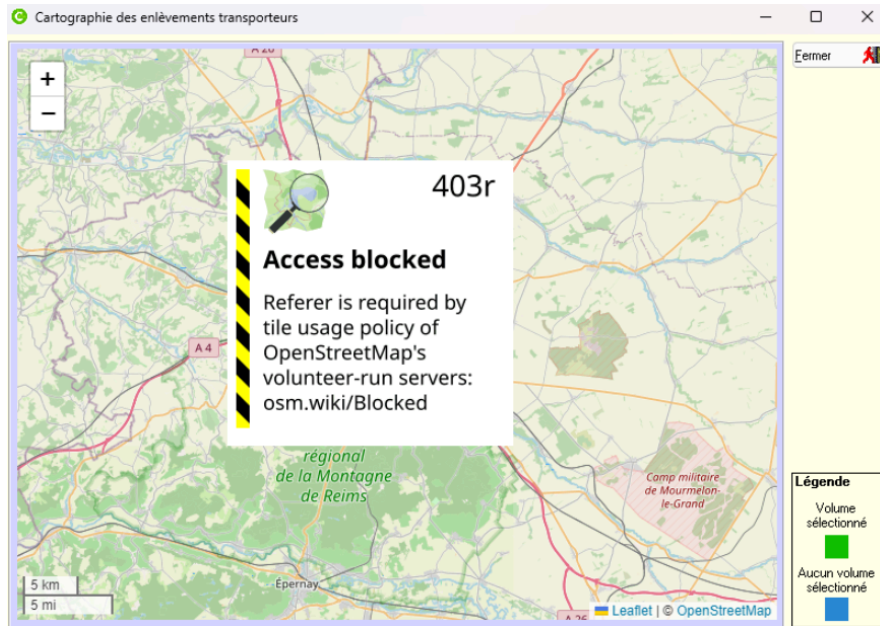 Cartographie des enlèvements transporteurs
Fermer
A 26
+
−
403r
Access blocked
Referer is required by
tile usage policy of
OpenStreetMap's
volunteer-run servers:
osm.wiki/Blocked
A 4
régional
de la Montagne
de Reims
Camp militaire
de Mourmelon-
le-Grand
Épernay
5 km
5 mi
A 26
Leaflet | © OpenStreetMap
Légende
Volume
sélectionné
Aucun volume
sélectionné